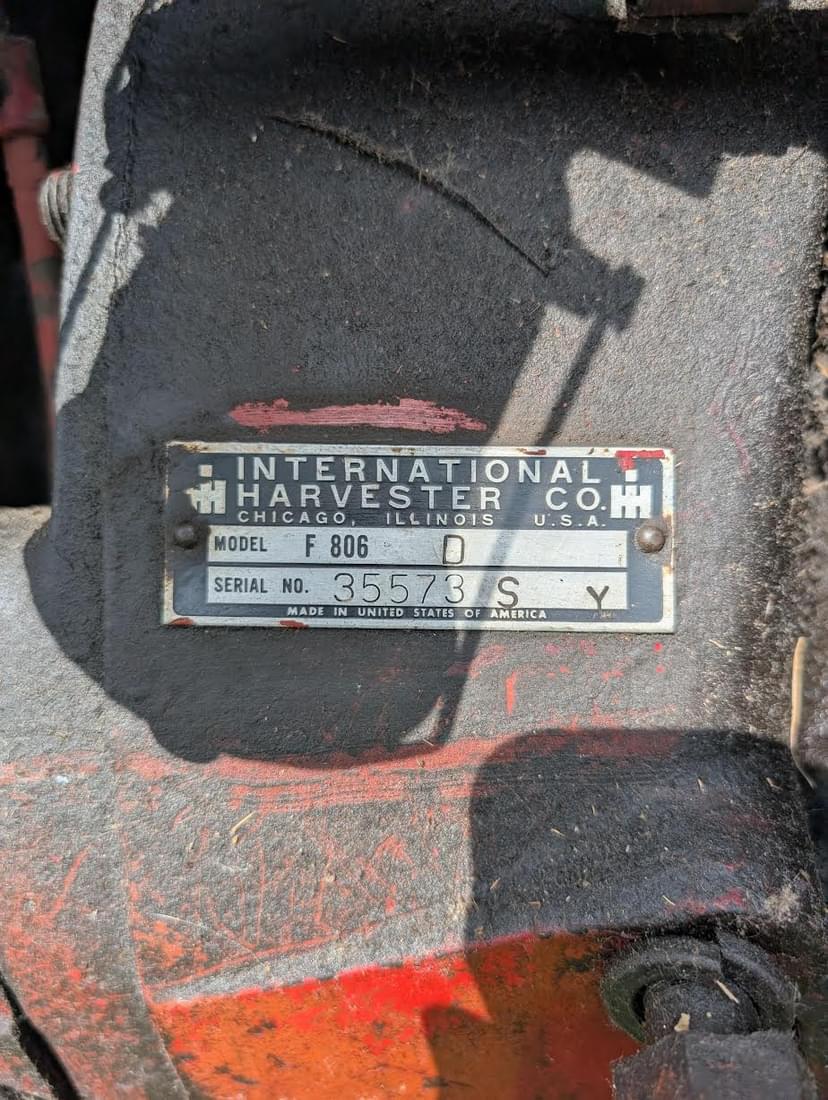 INTERNATIONAL
HARVESTER CO.
CHICAGO, ILLINOIS U.S.A.
MODEL F 806 D
SERIAL NO. 35573 S Y
MADE IN UNITED STATES OF AMERICA